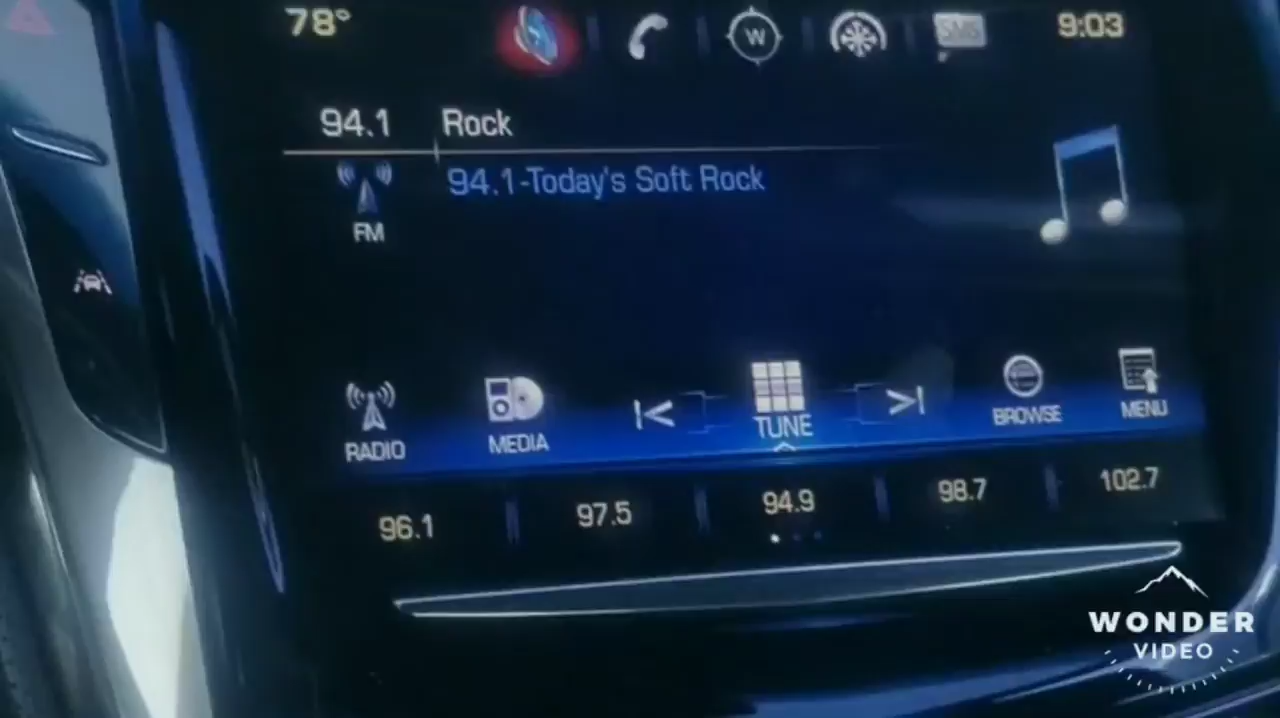 78° W SMS 9:03
94.1 Rock
94.1-Today's Soft Rock
FM
RADIO MEDIA TUNE BROWSE MENU
96.1 97.5 94.9 98.7 102.7
WONDER
VIDEO